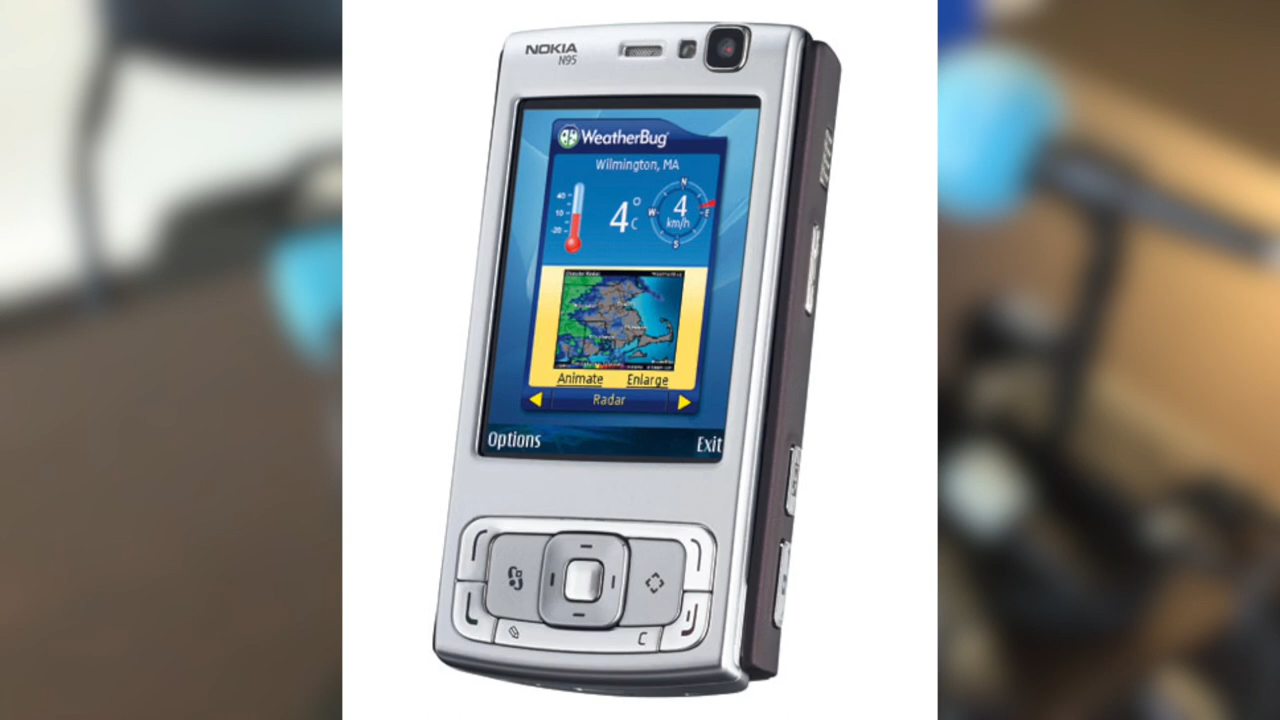 NOKIA
N95
WeatherBug
Wilmington, MA
40
10
-20
4°C
N
W
E
S
4
km/h
Animate
Enlarge
Radar
Options
Exit
C